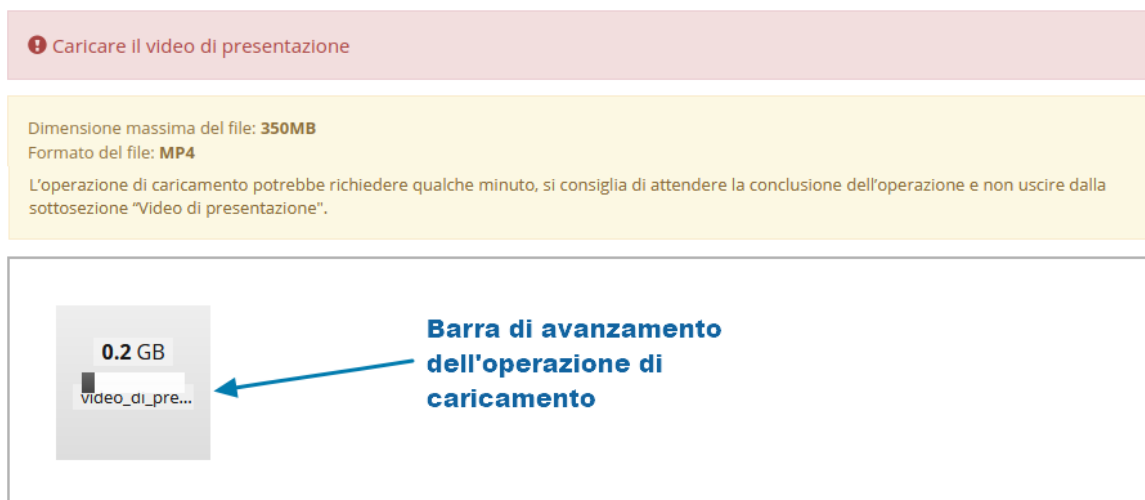 Caricare il video di presentazione
Dimensione massima del file: 350MB
Formato del file: MP4
L'operazione di caricamento potrebbe richiedere qualche minuto, si consiglia di attendere la conclusione dell'operazione e non uscire dalla
sottosezione “Video di presentazione".
0.2 GB
video_di_pre...
Barra di avanzamento
dell'operazione di
caricamento